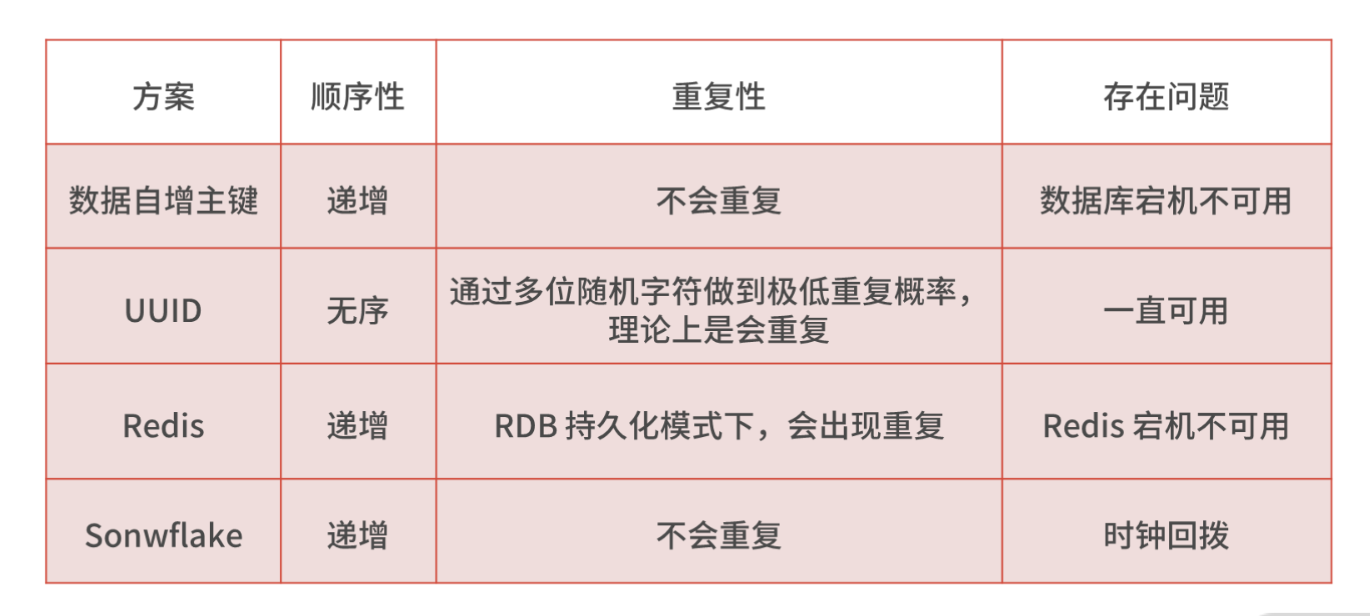 方案 顺序性 重复性 存在问题
数据自增主键 递增 不会重复 数据库宕机不可用
UUID 无序 通过多位随机字符做到极低重复概率， 一直可用
理论上是会重复
Redis 递增 RDB 持久化模式下，会出现重复 Redis 宕机不可用
Sonwflake 递增 不会重复 时钟回拨